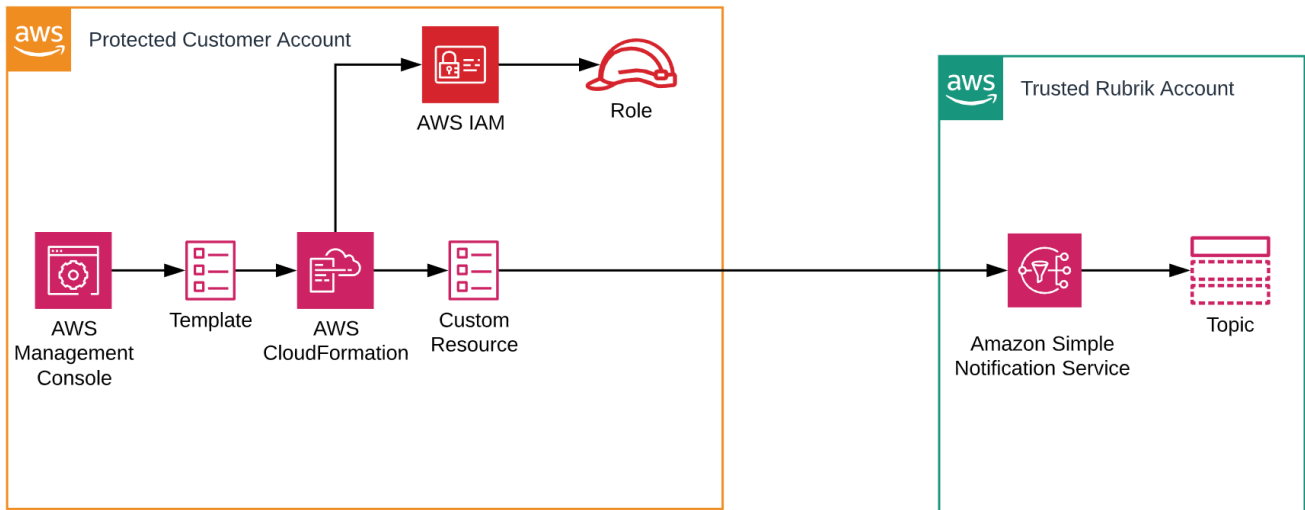 aws
Protected Customer Account
AWS IAM
Role
aws
Trusted Rubrik Account
AWS
Management
Console
Template
AWS
CloudFormation
Custom
Resource
Amazon Simple
Notification Service
Topic